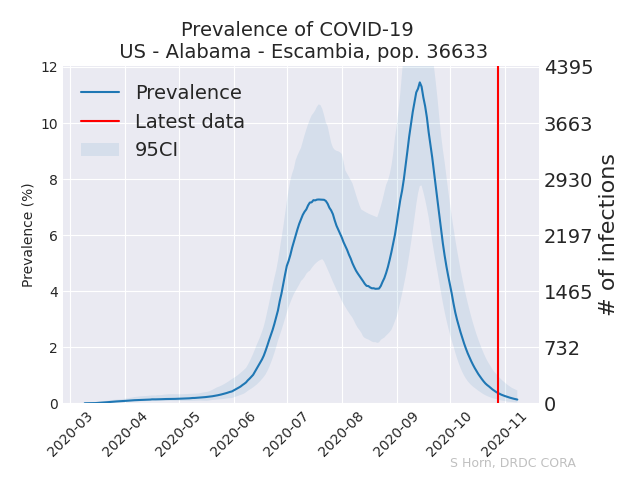 Prevalence of COVID-19
US - Alabama - Escambia, pop. 36633
Prevalence
Latest data
95CI
Prevalence (%)
12
10
8
6
4
2
0
4395
3663
2930
2197
1465
732
0
# of infections
2020-03
2020-04
2020-05
2020-06
2020-07
2020-08
2020-09
2020-10
2020-11
S Horn, DRDC CORA